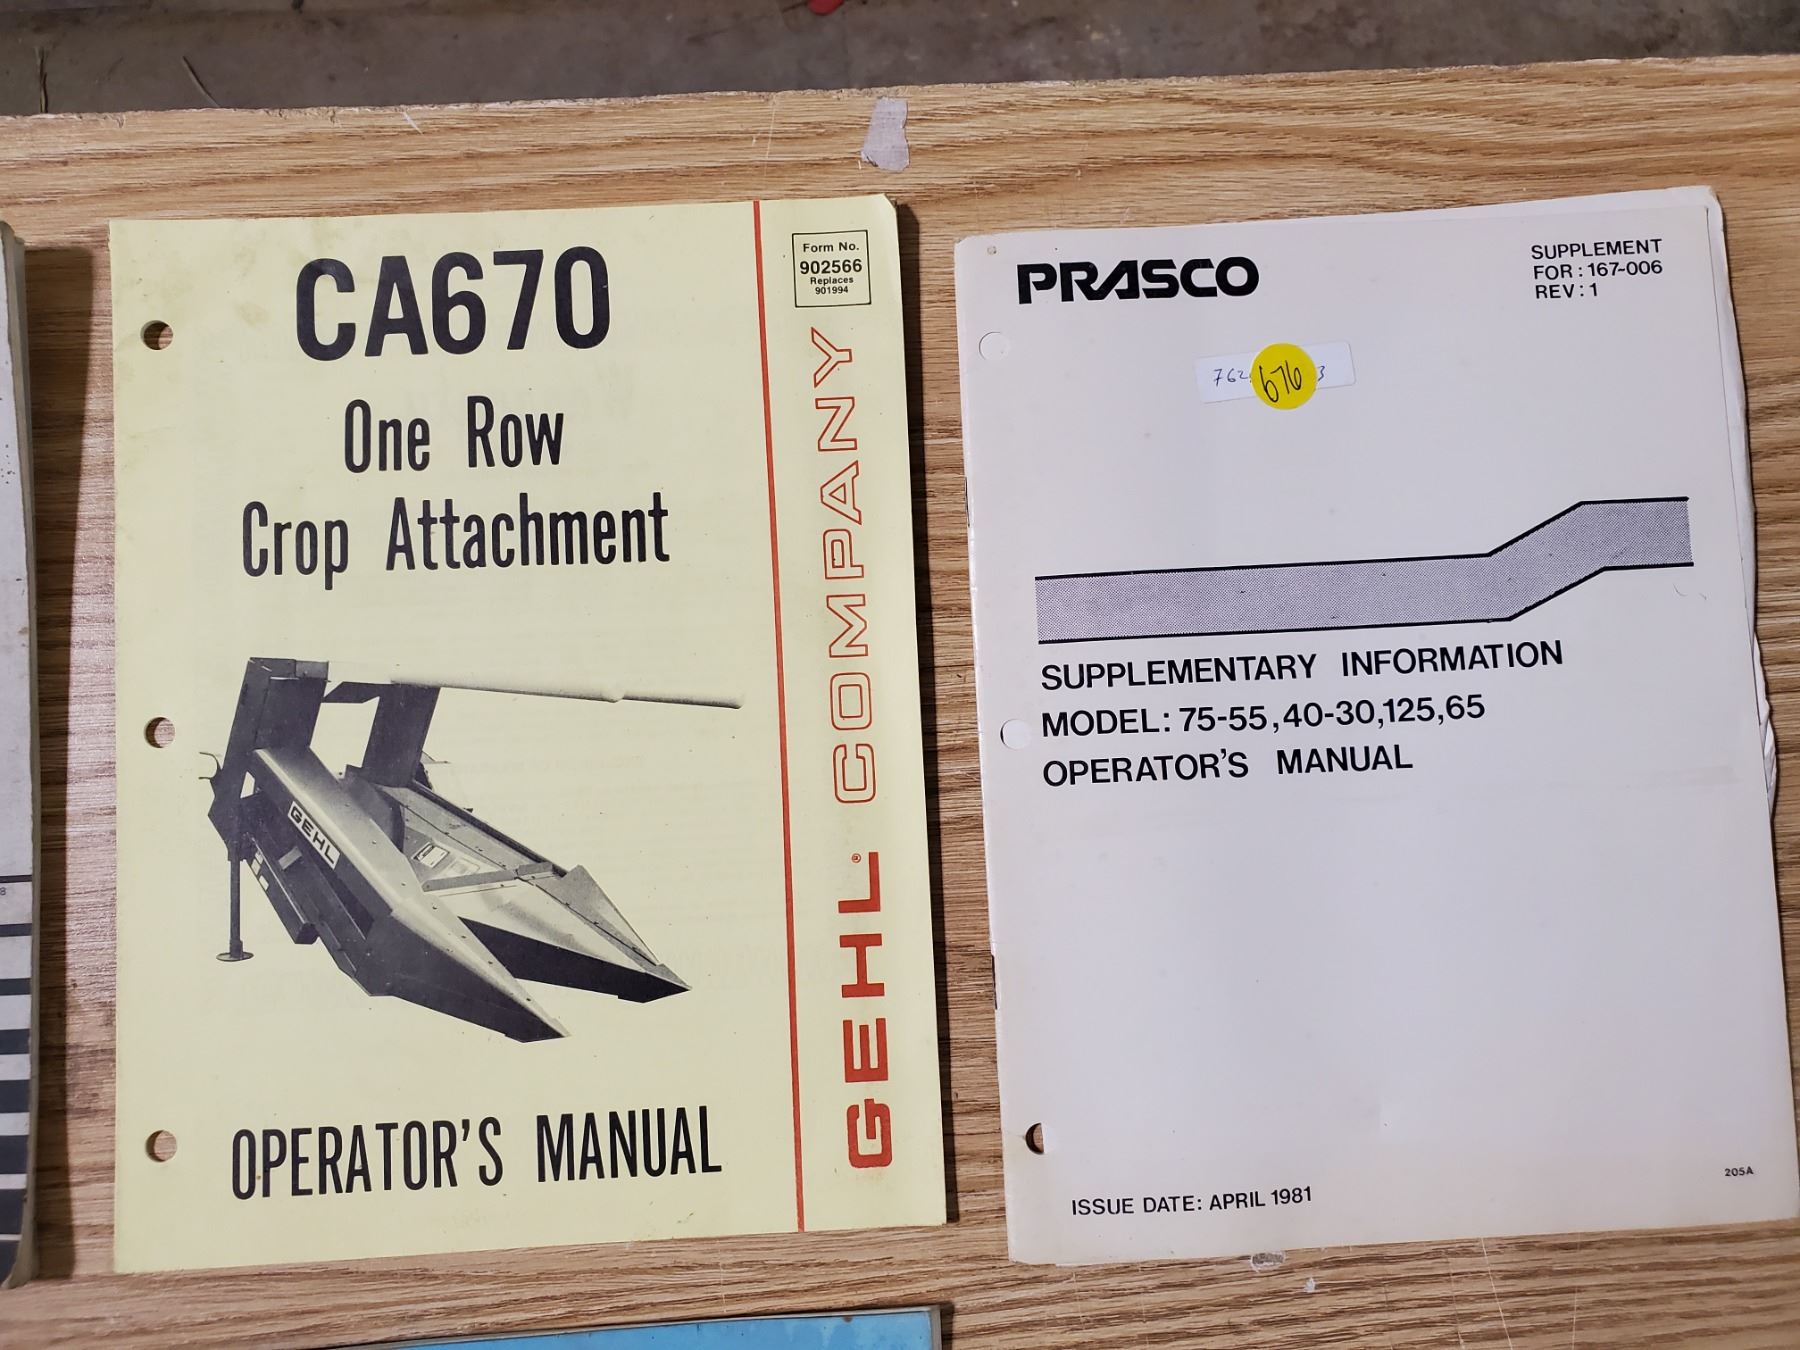 CA670
One Row
Crop Attachment
GEHL
OPERATOR'S MANUAL
Form No.
902566
Replaces
901994
GEHL® COMPANY
PRASCO
SUPPLEMENT
FOR: 167-006
REV: 1
676
SUPPLEMENTARY INFORMATION
MODEL: 75-55, 40-30, 125, 65
OPERATOR'S MANUAL
ISSUE DATE: APRIL 1981
205A
8